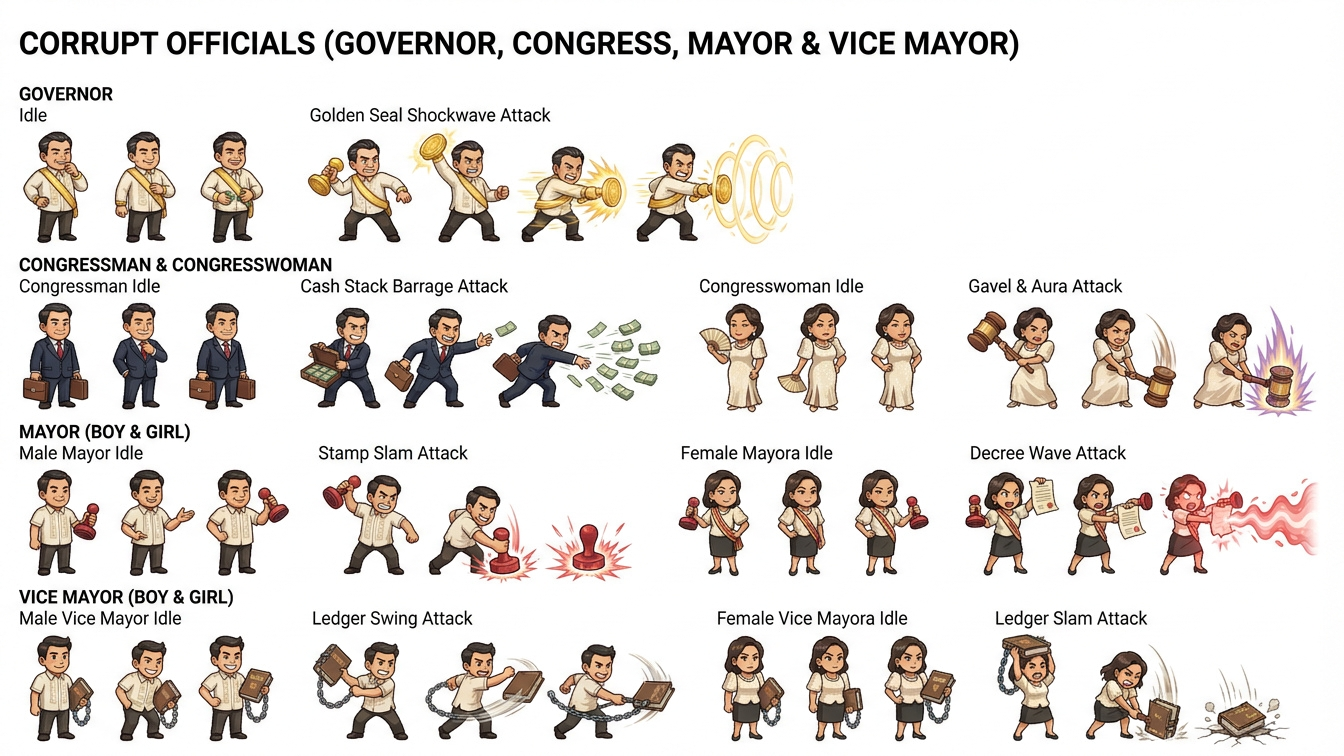 CORRUPT OFFICIALS (GOVERNOR, CONGRESS, MAYOR & VICE MAYOR)
GOVERNOR
Idle
Golden Seal Shockwave Attack
CONGRESSMAN & CONGRESSWOMAN
Congressman Idle
Cash Stack Barrage Attack
Congresswoman Idle
Gavel & Aura Attack
MAYOR (BOY & GIRL)
Male Mayor Idle
Stamp Slam Attack
Female Mayora Idle
Decree Wave Attack
VICE MAYOR (BOY & GIRL)
Male Vice Mayor Idle
Ledger Swing Attack
Female Vice Mayora Idle
Ledger Slam Attack